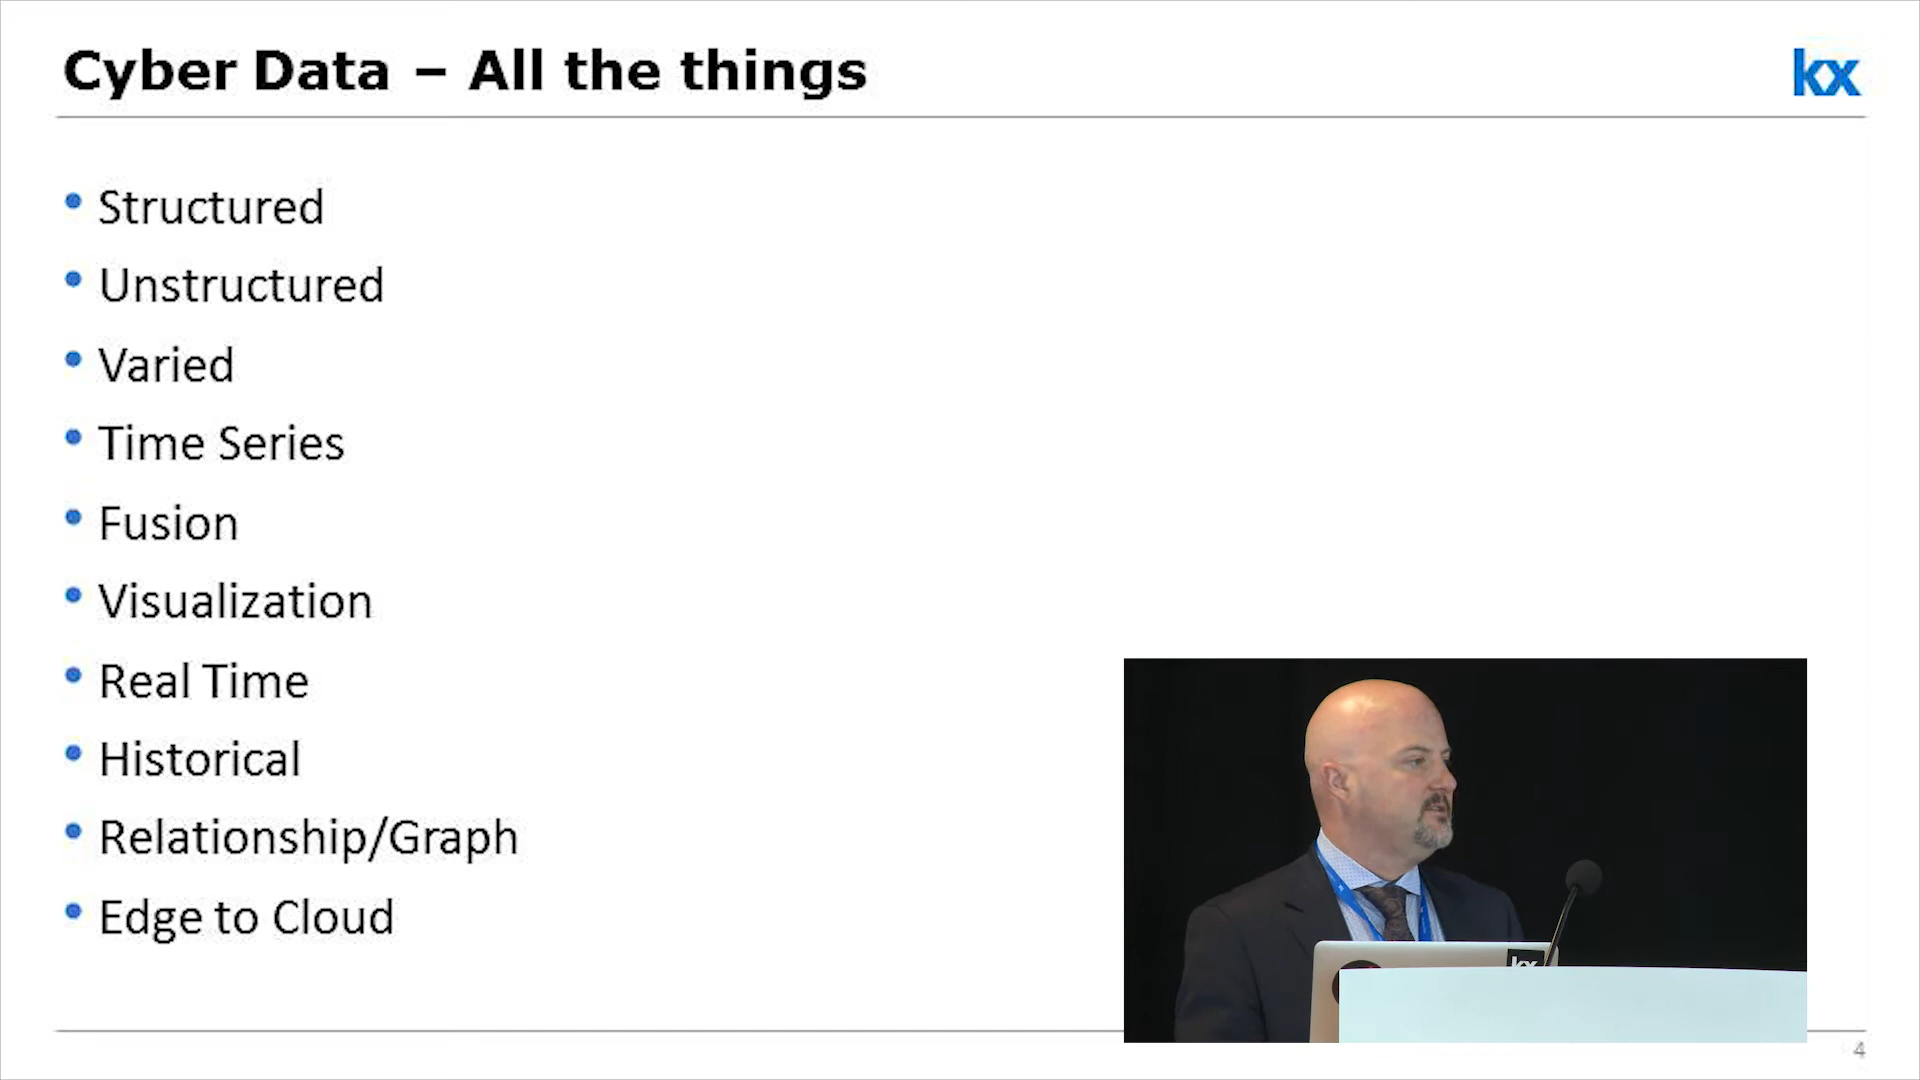 Cyber Data – All the things
kx
• Structured
• Unstructured
• Varied
• Time Series
• Fusion
• Visualization
• Real Time
• Historical
• Relationship/Graph
• Edge to Cloud
kx
4